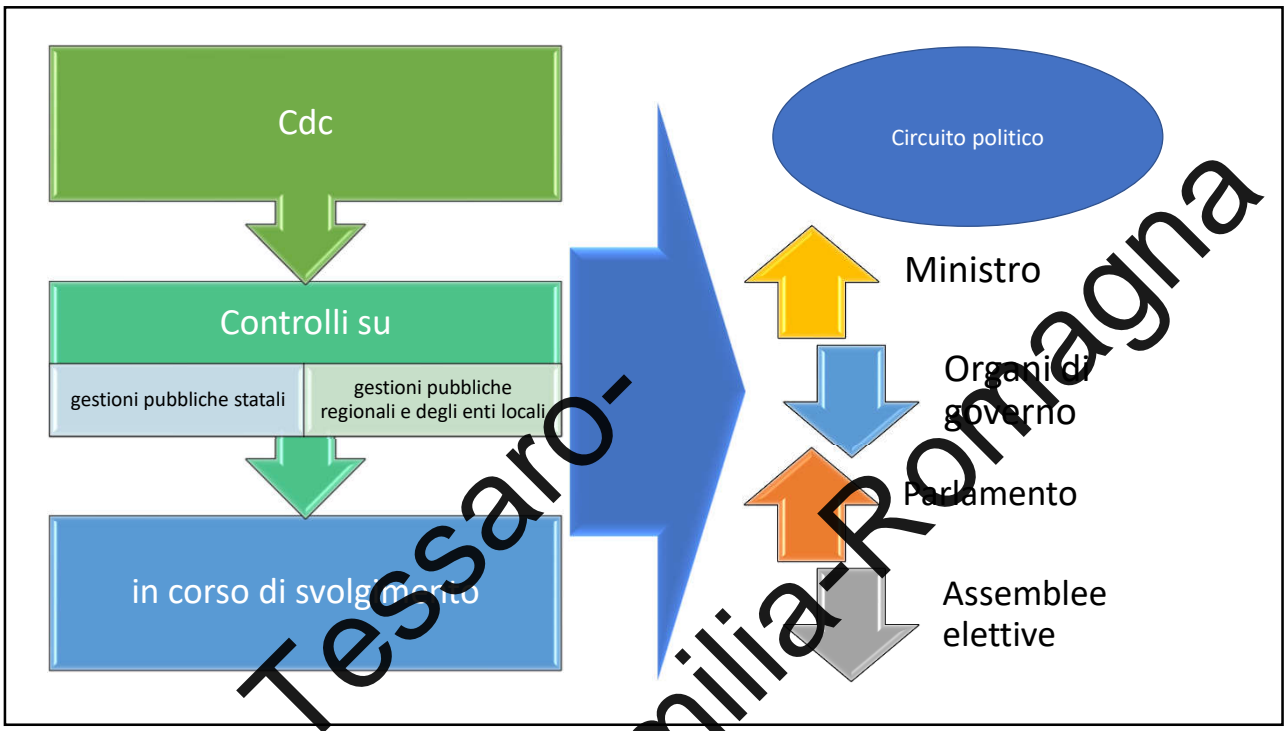 Cdc
Controlli su
gestioni pubbliche statali
gestioni pubbliche
regionali e degli enti locali
in corso di svolgimento
Circuito politico
Ministro
Organi di
governo
Parlamento
Assemblee
elettive
Tessaro-
milia-Romagna